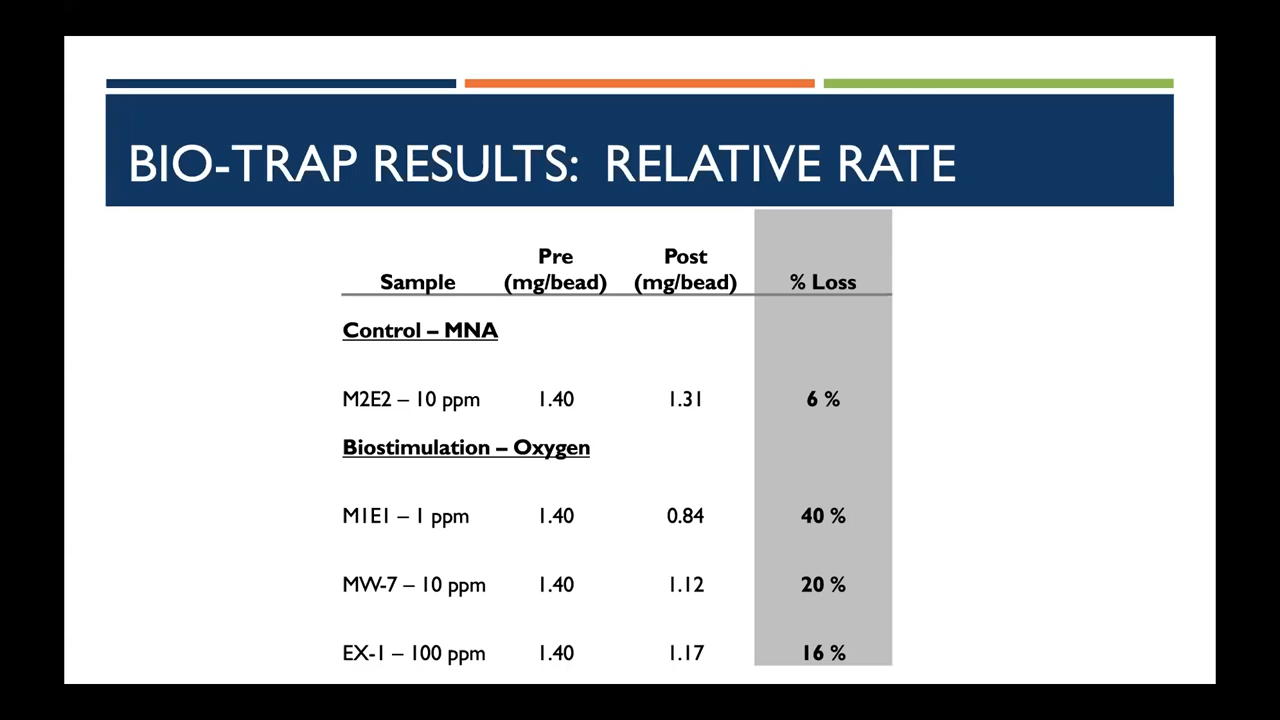 BIO-TRAP RESULTS: RELATIVE RATE
Sample Pre (mg/bead) Post (mg/bead) % Loss
Control – MNA
M2E2 – 10 ppm 1.40 1.31 6 %
Biostimulation – Oxygen
M1E1 – 1 ppm 1.40 0.84 40 %
MW-7 – 10 ppm 1.40 1.12 20 %
EX-1 – 100 ppm 1.40 1.17 16 %